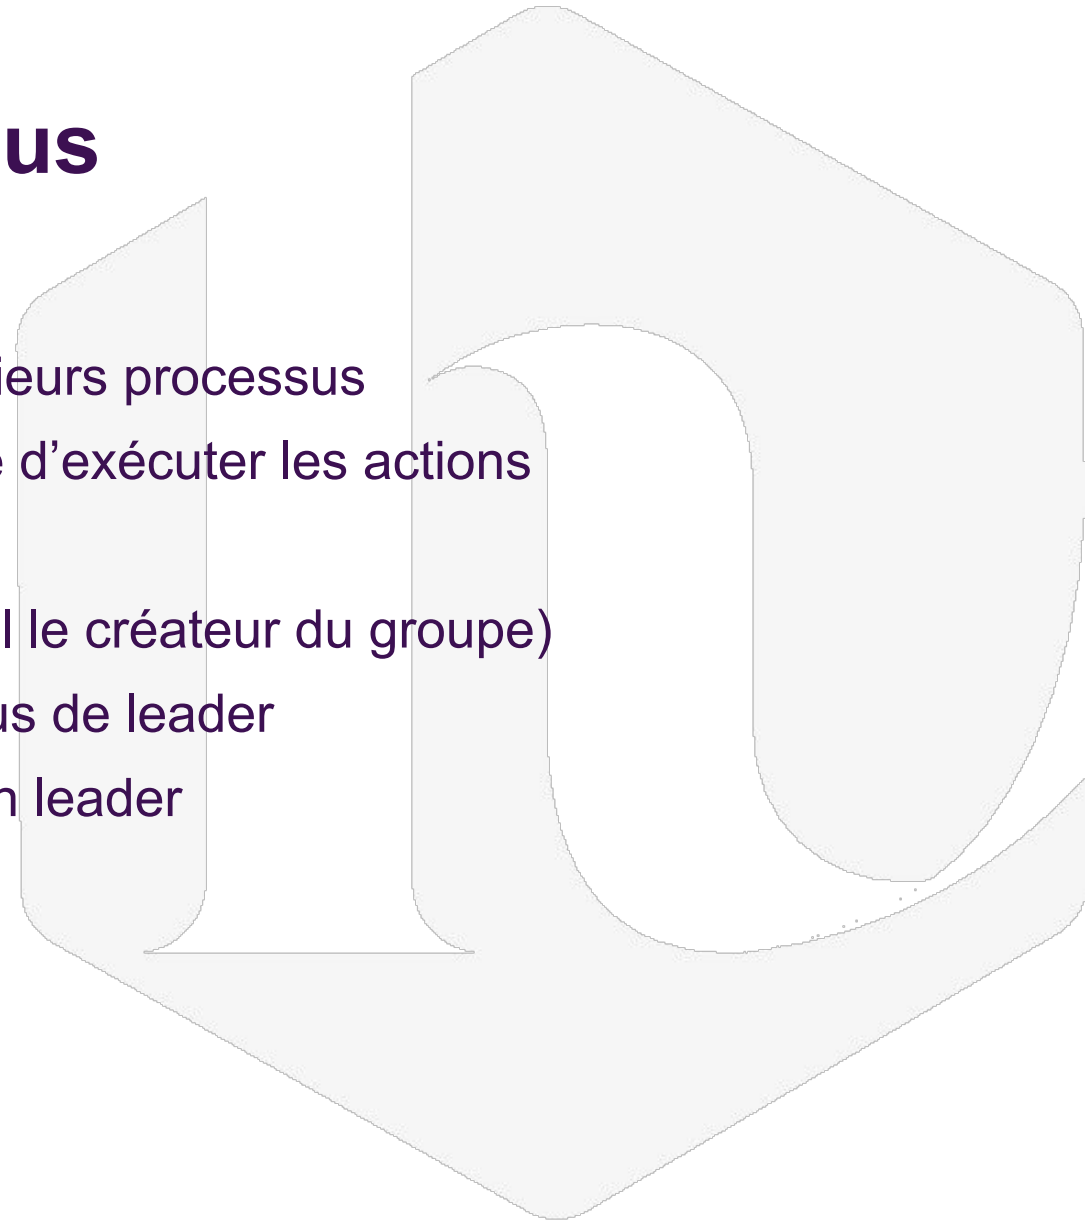 us
ieurs processus
e d’exécuter les actions
l le créateur du groupe)
us de leader
n leader